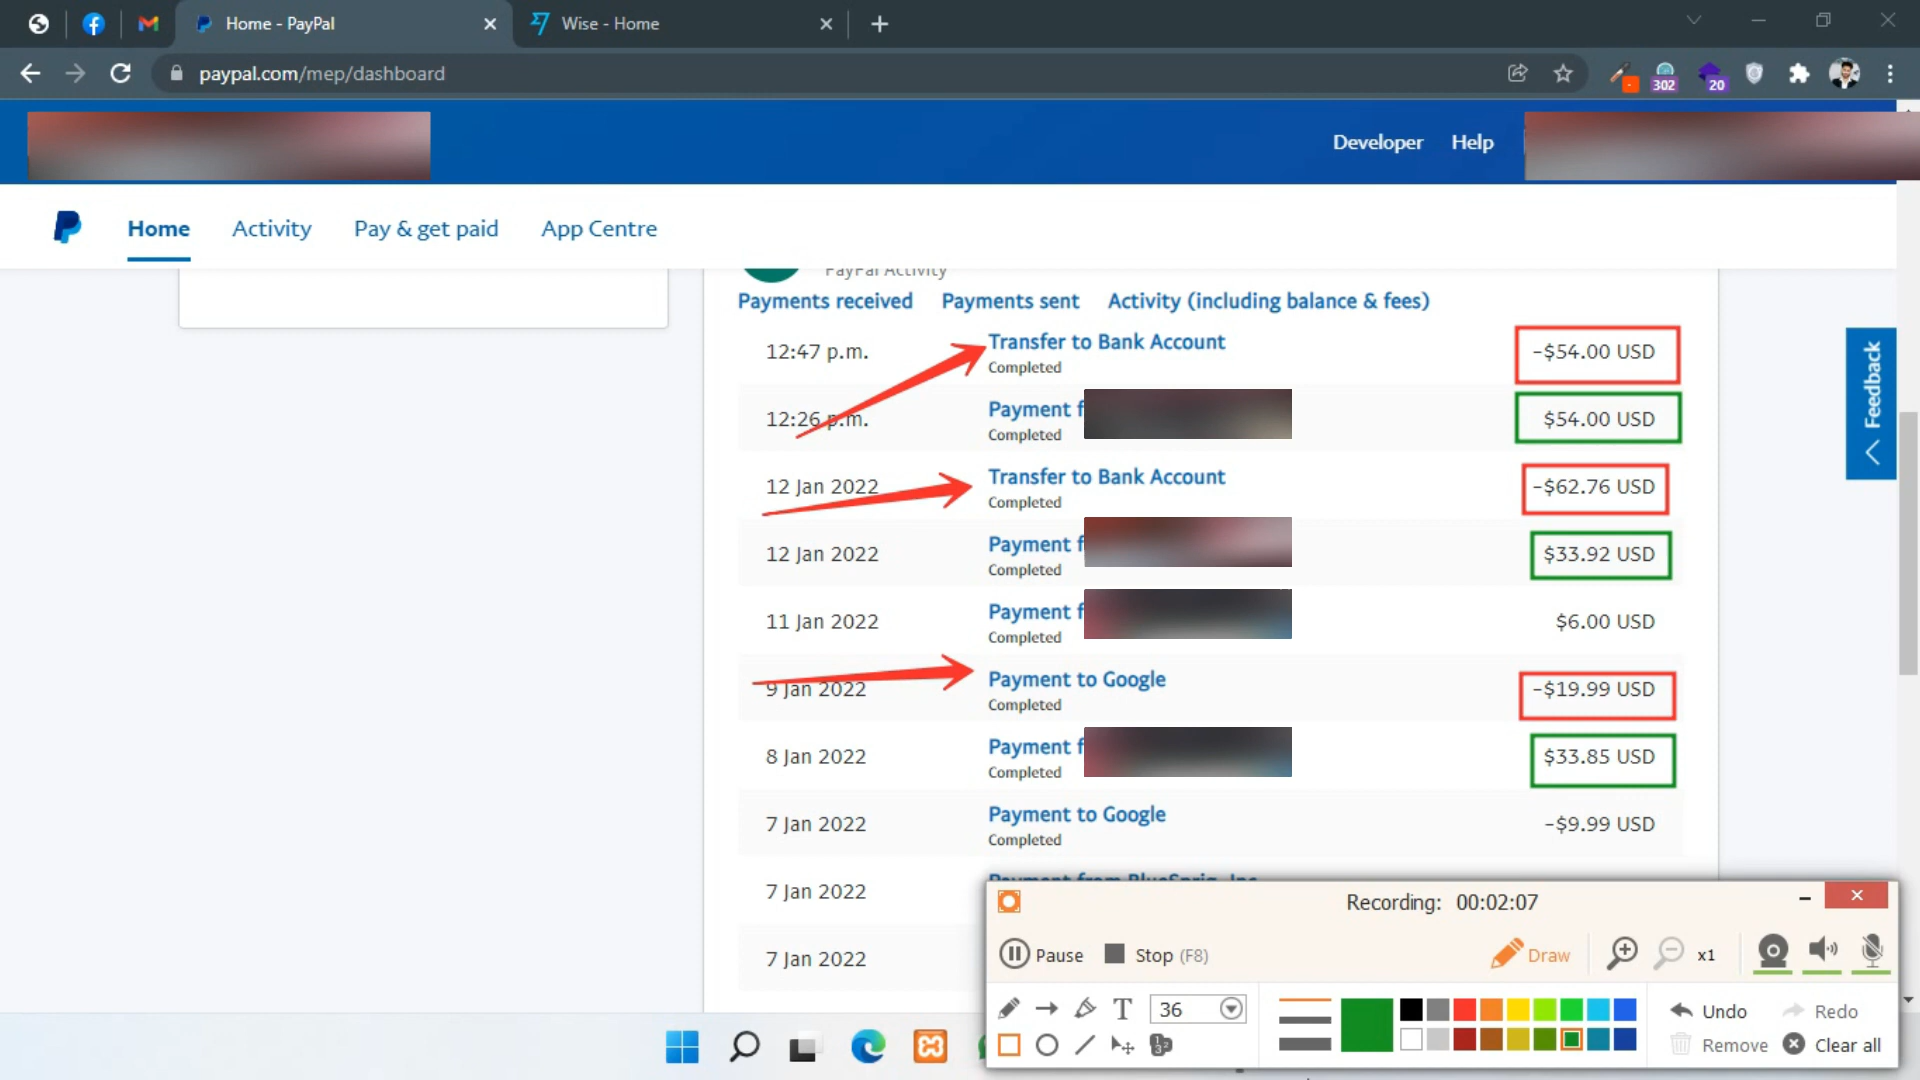 Home - PayPal
Wise - Home
paypal.com/mep/dashboard
302
20
Developer
Help
Home
Activity
Pay & get paid
App Centre
PayPal Activity
Payments received
Payments sent
Activity (including balance & fees)
12:47 p.m.
Transfer to Bank Account
Completed
-$54.00 USD
12:26 p.m.
Payment f
Completed
$54.00 USD
12 Jan 2022
Transfer to Bank Account
Completed
-$62.76 USD
12 Jan 2022
Payment f
Completed
$33.92 USD
11 Jan 2022
Payment f
Completed
$6.00 USD
9 Jan 2022
Payment to Google
Completed
-$19.99 USD
8 Jan 2022
Payment f
Completed
$33.85 USD
7 Jan 2022
Payment to Google
Completed
-$9.99 USD
7 Jan 2022
Payment from BlueSprig, Inc
7 Jan 2022
Feedback
Recording: 00:02:07
Pause
Stop (F8)
Draw
x1
T
36
Undo
Redo
Remove
Clear all